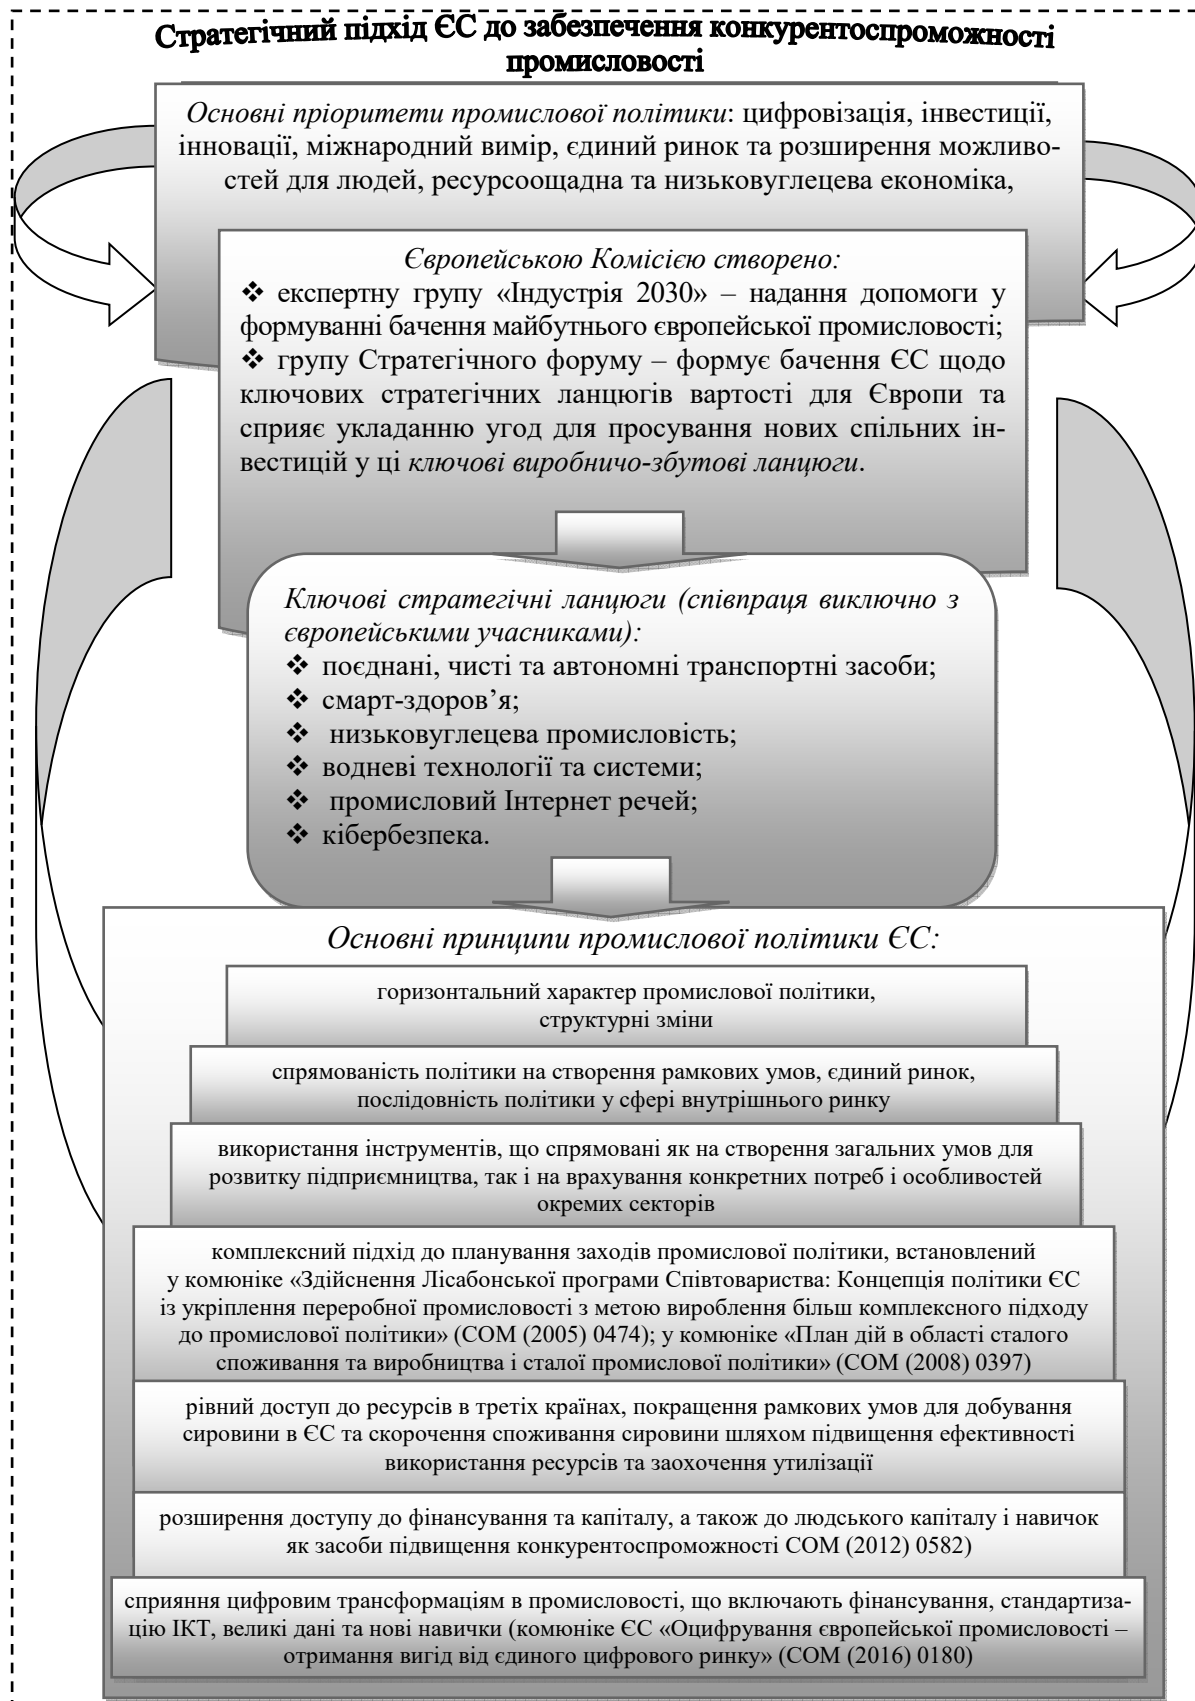 Стратегічний підхід ЄС до забезпечення конкурентоспроможності
промисловості
Основні пріоритети промислової політики: цифровізація, інвестиції,
інновації, міжнародний вимір, єдиний ринок та розширення можливо-
стей для людей, ресурсоощадна та низьковуглецева економіка,
Європейською Комісією створено:
❖ експертну групу «Індустрія 2030» – надання допомоги у
формуванні бачення майбутнього європейської промисловості;
❖ групу Стратегічного форуму – формує бачення ЄС щодо
ключових стратегічних ланцюгів вартості для Європи та
сприяє укладанню угод для просування нових спільних ін-
вестицій у ці ключові виробничо-збутові ланцюги.
Ключові стратегічні ланцюги (співпраця виключно з
європейськими учасниками):
❖ поєднані, чисті та автономні транспортні засоби;
❖ смарт-здоров’я;
❖ низьковуглецева промисловість;
❖ водневі технології та системи;
❖ промисловий Інтернет речей;
❖ кібербезпека.
Основні принципи промислової політики ЄС:
горизонтальний характер промислової політики,
структурні зміни
спрямованість політики на створення рамкових умов, єдиний ринок,
послідовність політики у сфері внутрішнього ринку
використання інструментів, що спрямовані як на створення загальних умов для
розвитку підприємництва, так і на врахування конкретних потреб і особливостей
окремих секторів
комплексний підхід до планування заходів промислової політики, встановлений
у комюніке «Здійснення Лісабонської програми Співтовариства: Концепція політики ЄС
із укріплення переробної промисловості з метою вироблення більш комплексного підходу
до промислової політики» (COM (2005) 0474); у комюніке «План дій в області сталого
споживання та виробництва і сталої промислової політики» (COM (2008) 0397)
рівний доступ до ресурсів в третіх країнах, покращення рамкових умов для добування
сировини в ЄС та скорочення споживання сировини шляхом підвищення ефективності
використання ресурсів та заохочення утилізації
розширення доступу до фінансування та капіталу, а також до людського капіталу і навичок
як засоби підвищення конкурентоспроможності COM (2012) 0582)
сприяння цифровим трансформаціям в промисловості, що включають фінансування, стандартиза-
цію ІКТ, великі дані та нові навички (комюніке ЄС «Оцифрування європейської промисловості –
отримання вигід від єдиного цифрового ринку» (COM (2016) 0180)